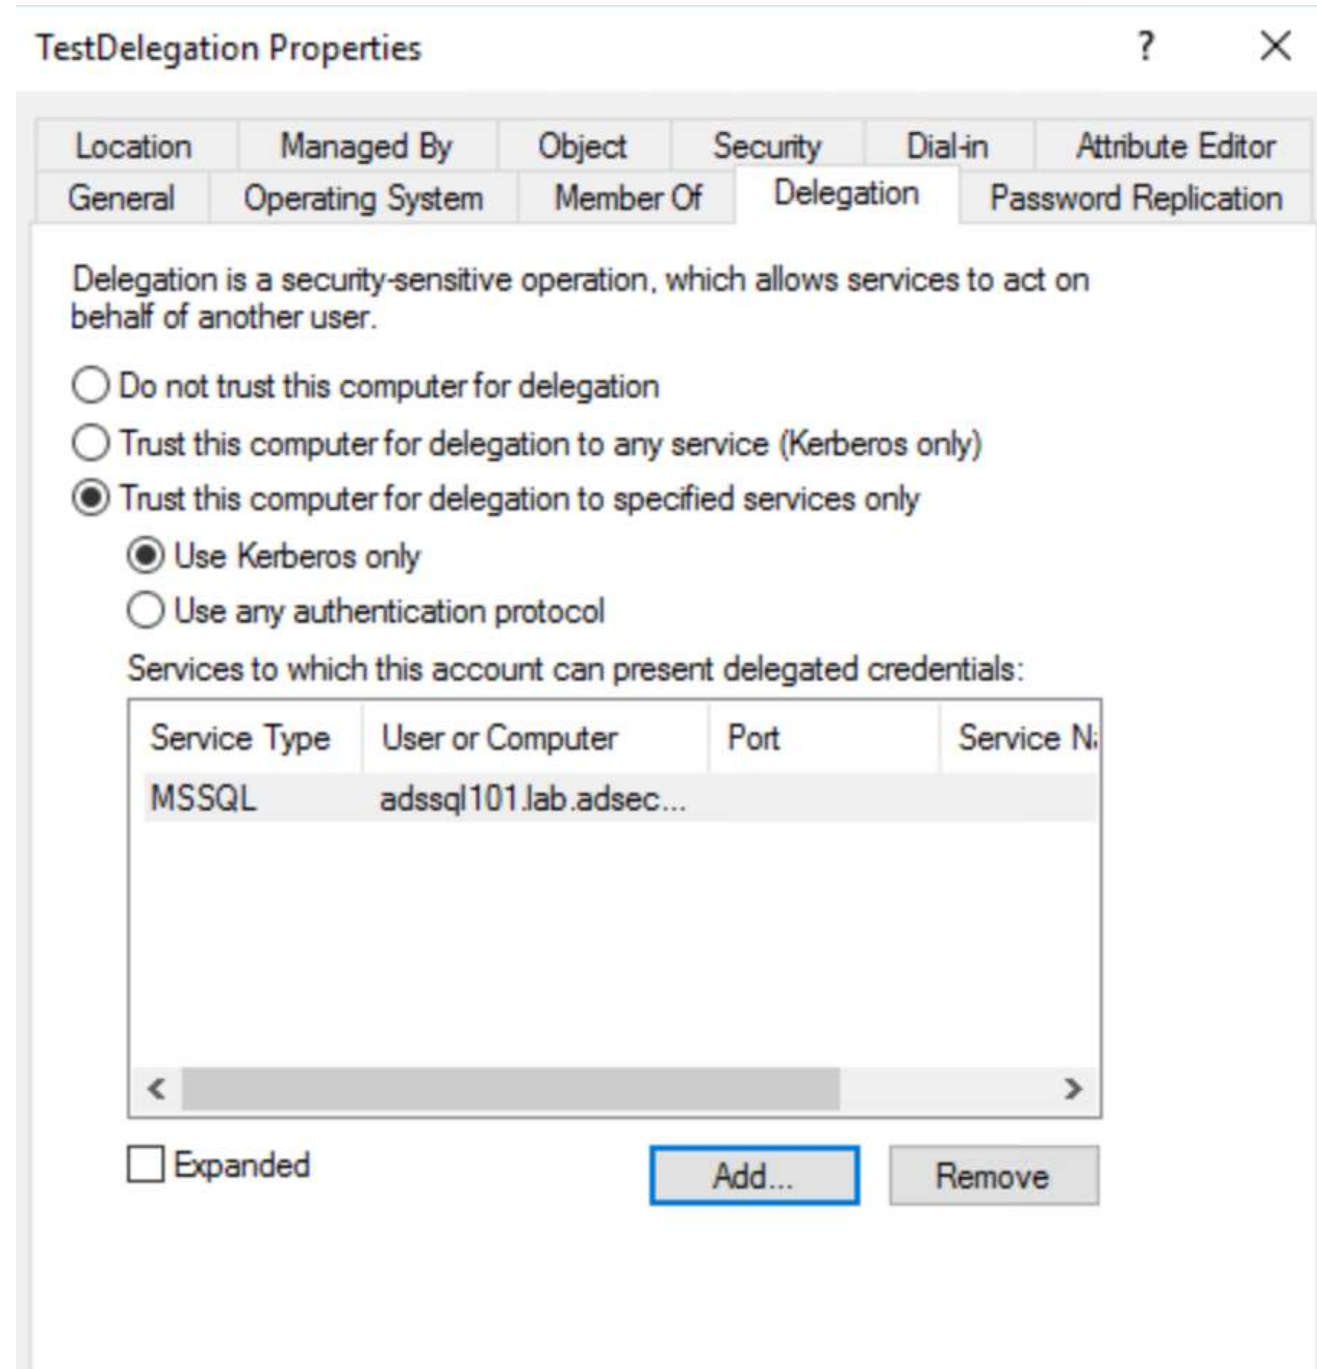 TestDelegation Properties
?
Location Managed By Object Security Dial-in Attribute Editor
General Operating System Member Of Delegation Password Replication
Delegation is a security-sensitive operation, which allows services to act on
behalf of another user.
Do not trust this computer for delegation
Trust this computer for delegation to any service (Kerberos only)
Trust this computer for delegation to specified services only
Use Kerberos only
Use any authentication protocol
Services to which this account can present delegated credentials:
Service Type User or Computer Port Service
MSSQL adssql101.lab.adsec...
Expanded
Add... Remove